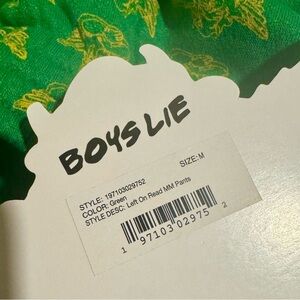 BOYS LIE
STYLE: 197103029752
COLOR: Green
SIZE: M
STYLE DESC: Left On Read MM Pants
1 97103 02975 2